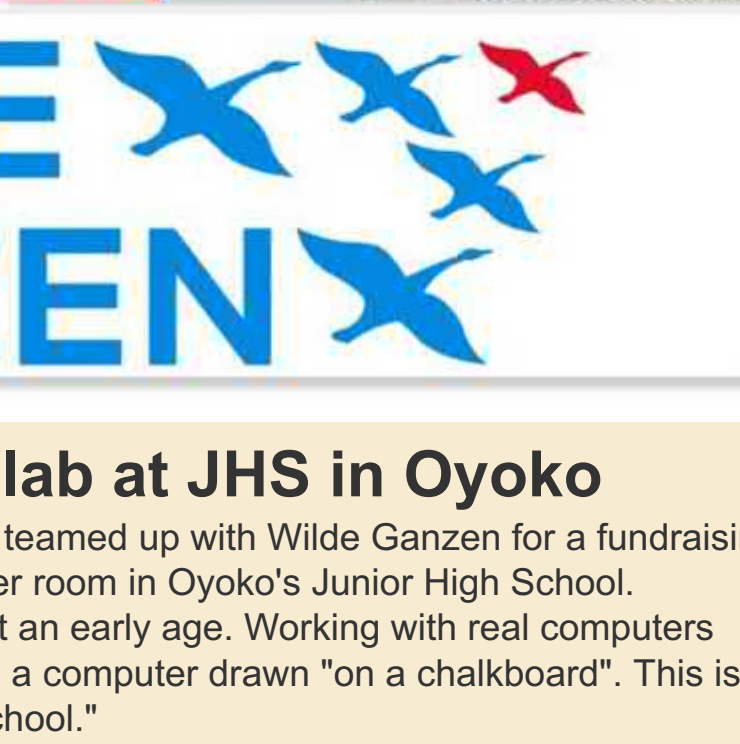 E
EN
lab at JHS in Oyoko
teamed up with Wilde Ganzen for a fundraisi
er room in Oyoko's Junior High School.
t an early age. Working with real computers
a computer drawn "on a chalkboard". This is
chool."